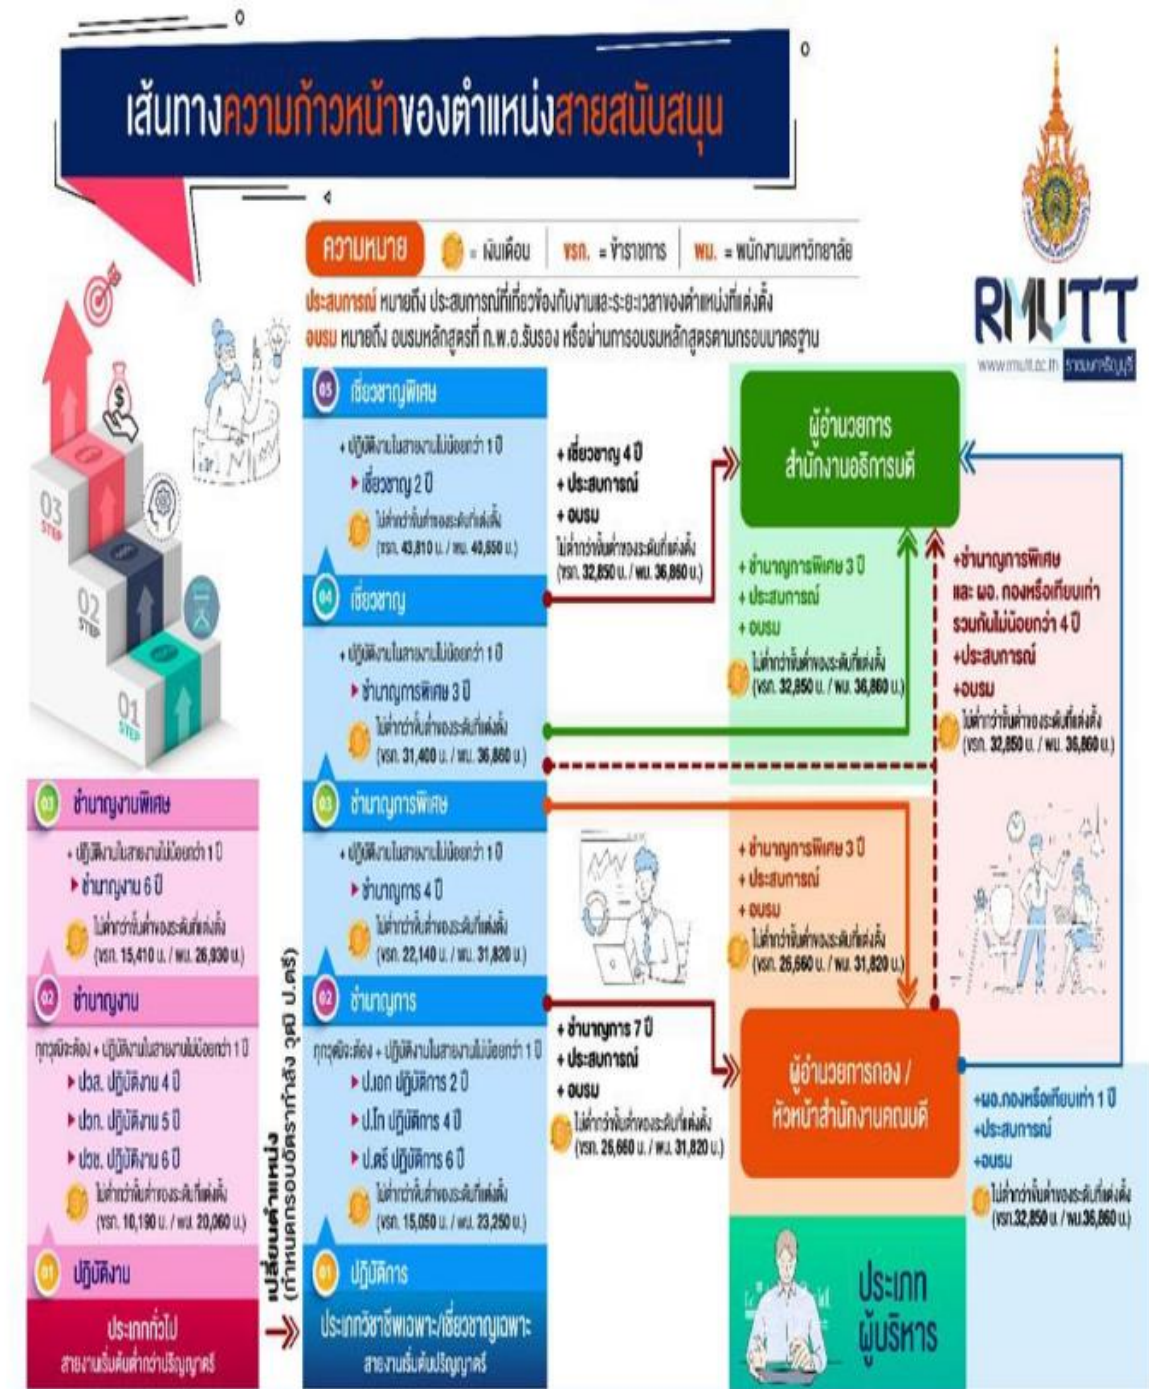 เส้นทางความก้าวหน้าของตำแหน่งสายสนับสนุน
ความหมาย = เงินเดือน ขรก. = ข้าราชการ พม. = พนักงานมหาวิทยาลัย
ประสบการณ์ หมายถึง ประสบการณ์ที่เกี่ยวข้องกับงานและระยะเวลาของตำแหน่งที่แต่งตั้ง
อบรม หมายถึง อบรมหลักสูตรที่ ก.พ.อ.รับรอง หรือผ่านการอบรมหลักสูตรตามกรอบมาตรฐาน
RMUTT
www.rmutt.ac.th ราชมงคลธัญบุรี
03
STEP
02
STEP
01
STEP
03 ชำนาญงานพิเศษ
+ ปฏิบัติงานในสายงานไม่น้อยกว่า 1 ปี
ชำนาญงาน 6 ปี
ไม่ต่ำกว่าขั้นต่ำของระดับที่แต่งตั้ง
(ขรก. 15,410 บ. / พม. 26,930 บ.)
02 ชำนาญงาน
ทุกวุฒิจะต้อง + ปฏิบัติงานในสายงานไม่น้อยกว่า 1 ปี
ปวส. ปฏิบัติงาน 4 ปี
ปวท. ปฏิบัติงาน 5 ปี
ปวช. ปฏิบัติงาน 6 ปี
ไม่ต่ำกว่าขั้นต่ำของระดับที่แต่งตั้ง
(ขรก. 10,190 บ. / พม. 20,060 บ.)
01 ปฏิบัติงาน
ประเภททั่วไป
สายงานเริ่มต้นต่ำกว่าปริญญาตรี
เปลี่ยนตำแหน่ง
(กำหนดกรอบอัตรากำลัง วุฒิ ป.ตรี)
05 เชี่ยวชาญพิเศษ
+ ปฏิบัติงานในสายงานไม่น้อยกว่า 1 ปี
เชี่ยวชาญ 2 ปี
ไม่ต่ำกว่าขั้นต่ำของระดับที่แต่งตั้ง
(ขรก. 43,810 บ. / พม. 40,650 บ.)
04 เชี่ยวชาญ
+ ปฏิบัติงานในสายงานไม่น้อยกว่า 1 ปี
ชำนาญการพิเศษ 3 ปี
ไม่ต่ำกว่าขั้นต่ำของระดับที่แต่งตั้ง
(ขรก. 31,400 บ. / พม. 36,860 บ.)
03 ชำนาญการพิเศษ
+ ปฏิบัติงานในสายงานไม่น้อยกว่า 1 ปี
ชำนาญการ 4 ปี
ไม่ต่ำกว่าขั้นต่ำของระดับที่แต่งตั้ง
(ขรก. 22,140 บ. / พม. 31,820 บ.)
02 ชำนาญการ
ทุกวุฒิจะต้อง + ปฏิบัติงานในสายงานไม่น้อยกว่า 1 ปี
ป.เอก ปฏิบัติการ 2 ปี
ป.โท ปฏิบัติการ 4 ปี
ป.ตรี ปฏิบัติการ 6 ปี
ไม่ต่ำกว่าขั้นต่ำของระดับที่แต่งตั้ง
(ขรก. 15,050 บ. / พม. 23,250 บ.)
01 ปฏิบัติการ
ประเภทวิชาชีพเฉพาะ/เชี่ยวชาญเฉพาะ
สายงานเริ่มต้นปริญญาตรี
+ เชี่ยวชาญ 4 ปี
+ ประสบการณ์
+ อบรม
ไม่ต่ำกว่าขั้นต่ำของระดับที่แต่งตั้ง
(ขรก. 32,850 บ. / พม. 36,860 บ.)
ผู้อำนวยการ
สำนักงานอธิการบดี
+ ชำนาญการพิเศษ 3 ปี
+ ประสบการณ์
+ อบรม
ไม่ต่ำกว่าขั้นต่ำของระดับที่แต่งตั้ง
(ขรก. 32,850 บ. / พม. 36,860 บ.)
+ชำนาญการพิเศษ
และ ผอ. กองหรือเทียบเท่า
รวมกันไม่น้อยกว่า 4 ปี
+ประสบการณ์
+อบรม
ไม่ต่ำกว่าขั้นต่ำของระดับที่แต่งตั้ง
(ขรก. 32,850 บ. / พม. 36,860 บ.)
+ ชำนาญการพิเศษ 3 ปี
+ ประสบการณ์
+ อบรม
ไม่ต่ำกว่าขั้นต่ำของระดับที่แต่งตั้ง
(ขรก. 26,660 บ. / พม. 31,820 บ.)
+ ชำนาญการ 7 ปี
+ ประสบการณ์
+ อบรม
ไม่ต่ำกว่าขั้นต่ำของระดับที่แต่งตั้ง
(ขรก. 26,660 บ. / พม. 31,820 บ.)
ผู้อำนวยการกอง /
หัวหน้าสำนักงานคณบดี
+ผอ.กองหรือเทียบเท่า 1 ปี
+ประสบการณ์
+อบรม
ไม่ต่ำกว่าขั้นต่ำของระดับที่แต่งตั้ง
(ขรก.32,850 บ. / พม.36,860 บ.)
ประเภท
ผู้บริหาร